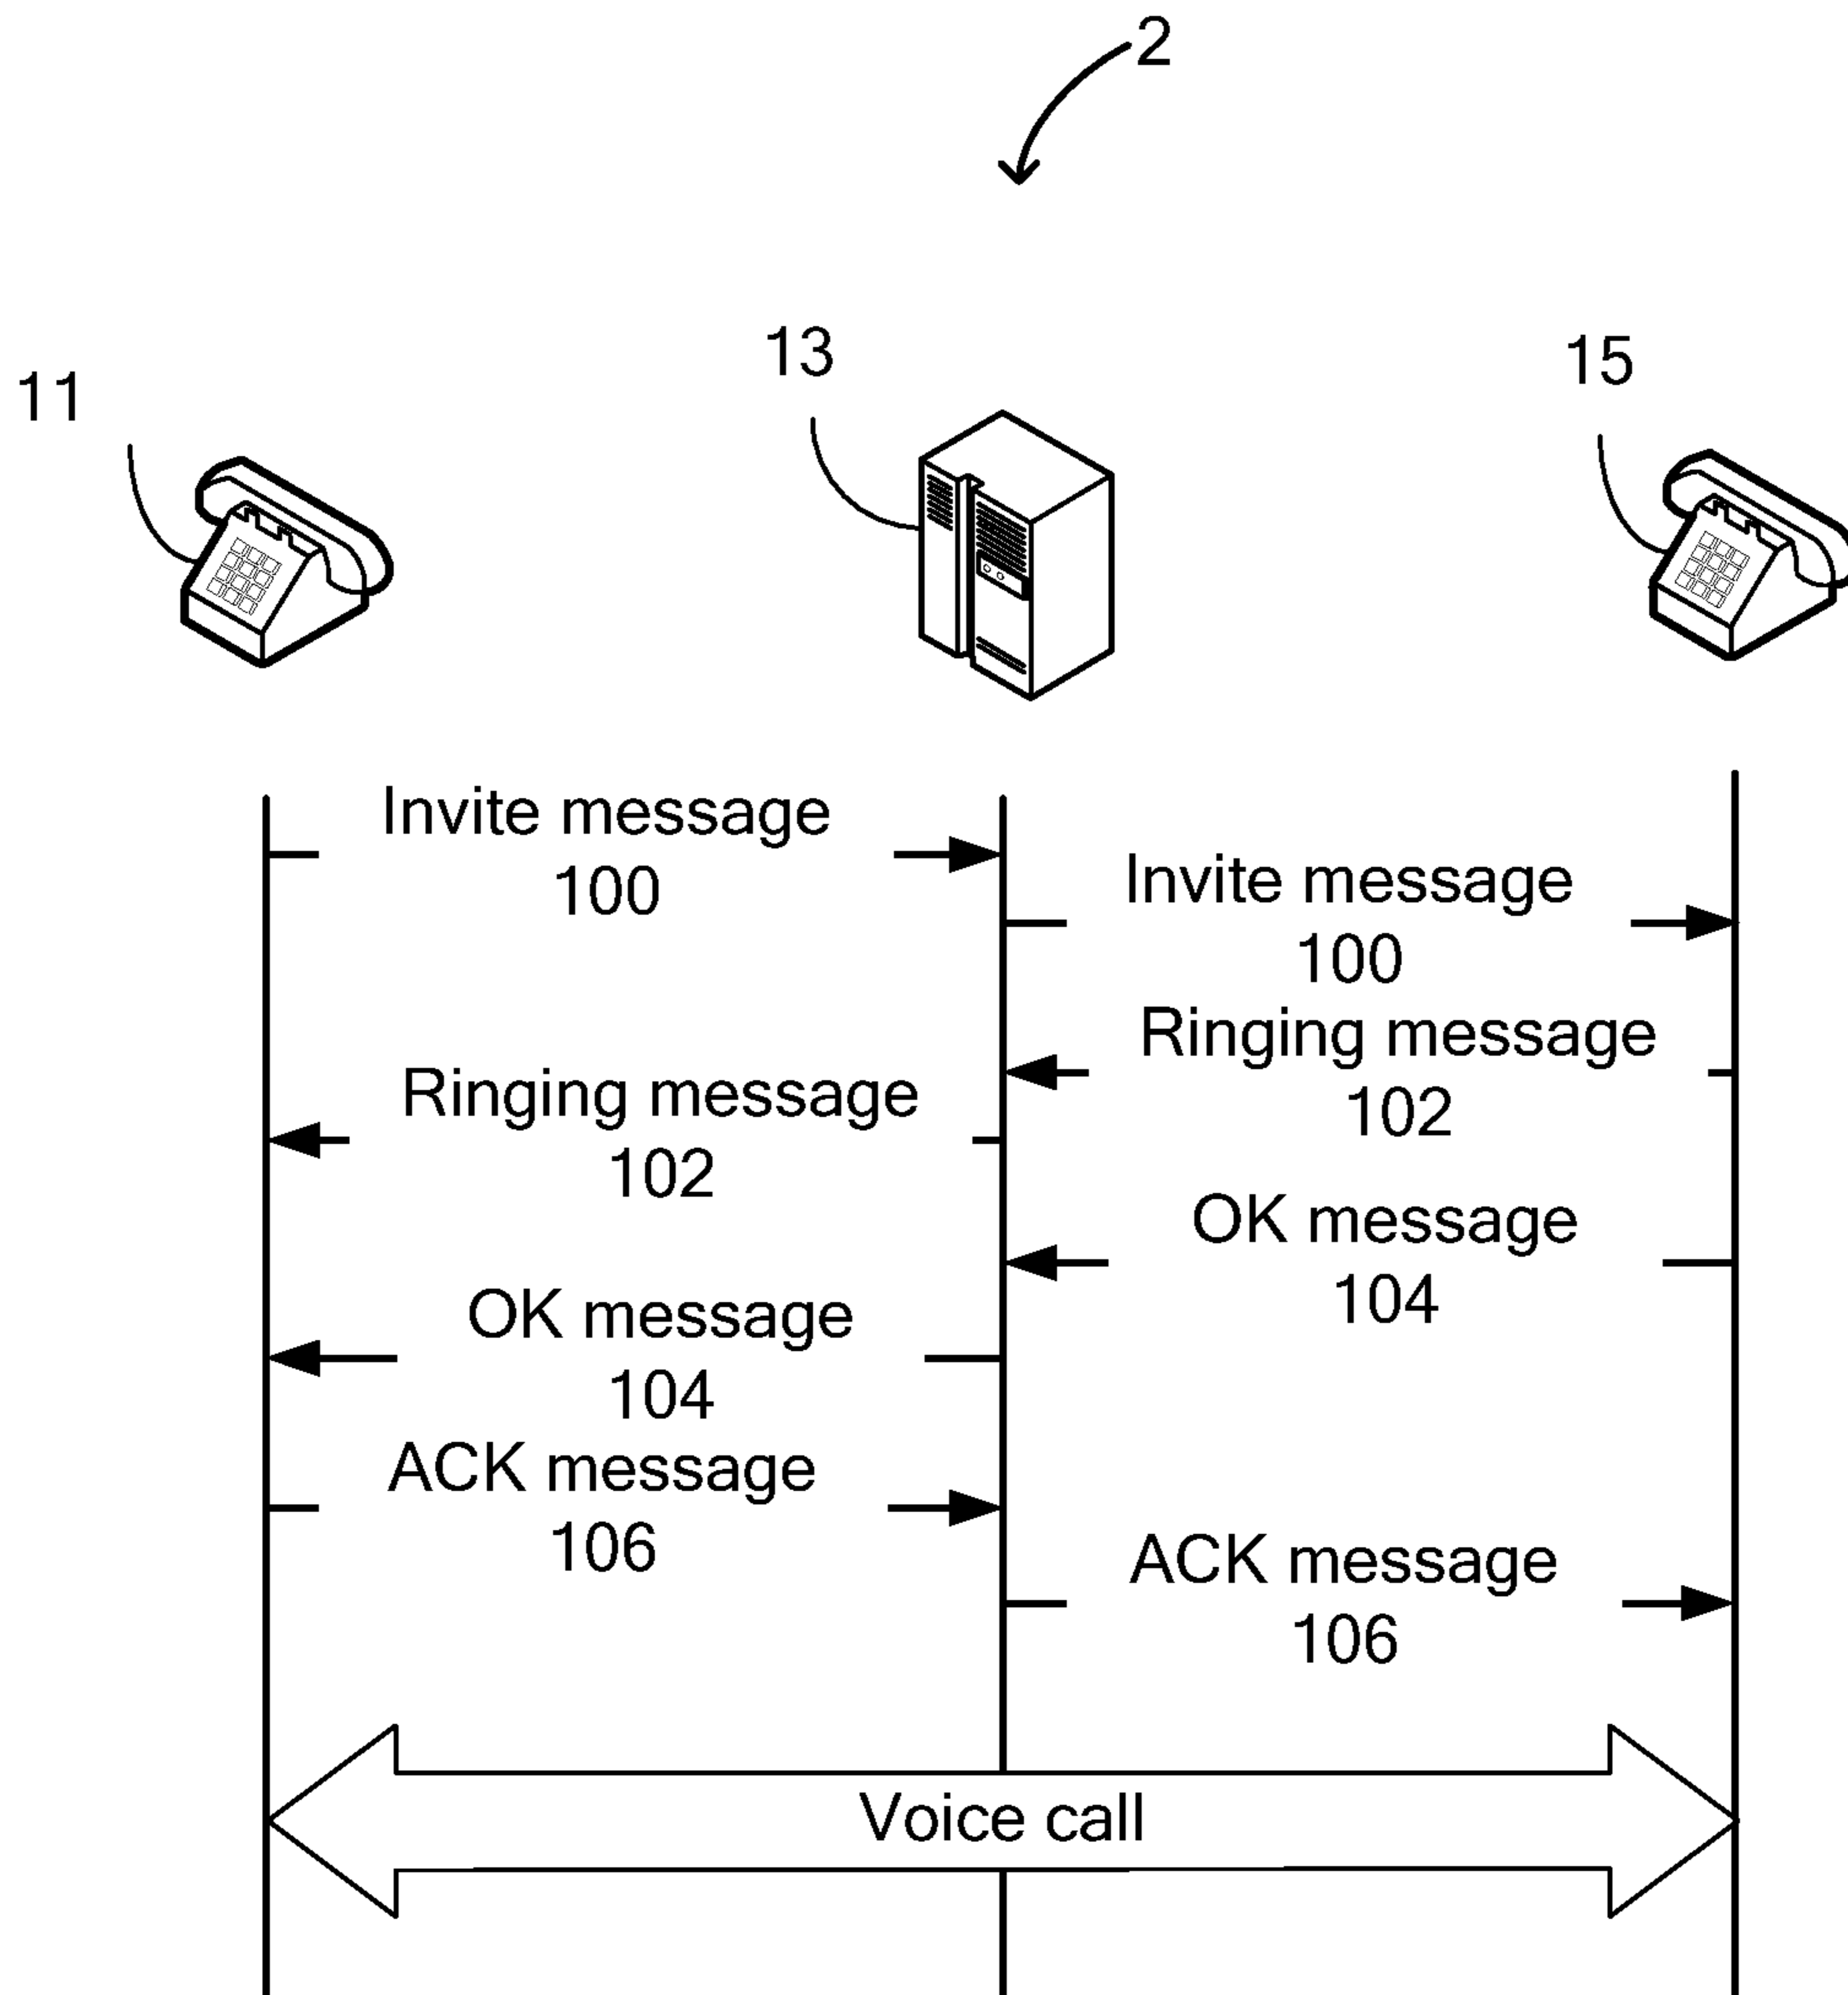 2
13
15
11
Invite message
100
Invite message
100
Ringing message
102
Ringing message
102
OK message
104
OK message
104
ACK message
106
ACK message
106
Voice call